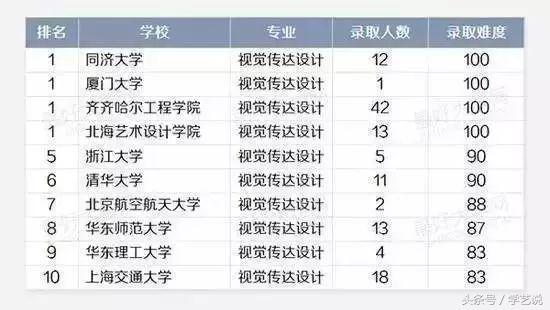 排名 学校 专业 录取人数 录取难度
1 同济大学 视觉传达设计 12 100
1 厦门大学 视觉传达设计 1 100
1 齐齐哈尔工程学院 视觉传达设计 42 100
1 北海艺术设计学院 视觉传达设计 13 100
5 浙江大学 视觉传达设计 5 90
6 清华大学 视觉传达设计 11 90
7 北京航空航天大学 视觉传达设计 2 88
8 华东师范大学 视觉传达设计 13 87
9 华东理工大学 视觉传达设计 4 83
10 上海交通大学 视觉传达设计 18 83
头条号 / 学艺说